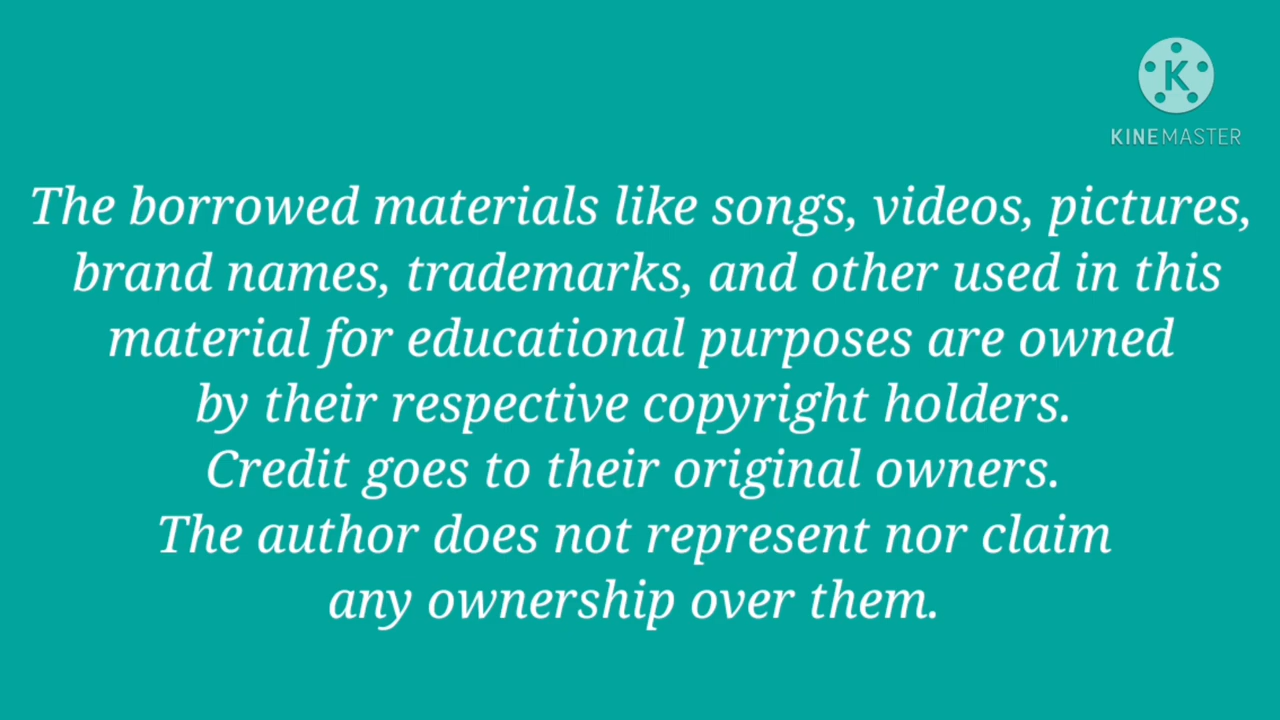 K
KINEMASTER
The borrowed materials like songs, videos, pictures,
brand names, trademarks, and other used in this
material for educational purposes are owned
by their respective copyright holders.
Credit goes to their original owners.
The author does not represent nor claim
any ownership over them.